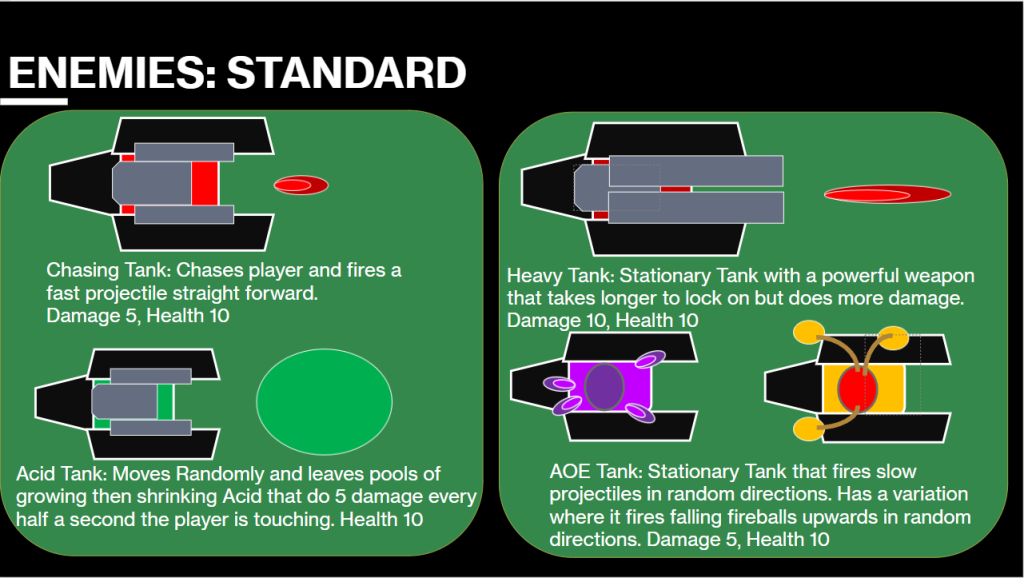 ENEMIES: STANDARD
Chasing Tank: Chases player and fires a
fast projectile straight forward.
Damage 5, Health 10
Heavy Tank: Stationary Tank with a powerful weapon
that takes longer to lock on but does more damage.
Damage 10, Health 10
Acid Tank: Moves Randomly and leaves pools of
growing then shrinking Acid that do 5 damage every
half a second the player is touching. Health 10
AOE Tank: Stationary Tank that fires slow
projectiles in random directions. Has a variation
where it fires falling fireballs upwards in random
directions. Damage 5, Health 10